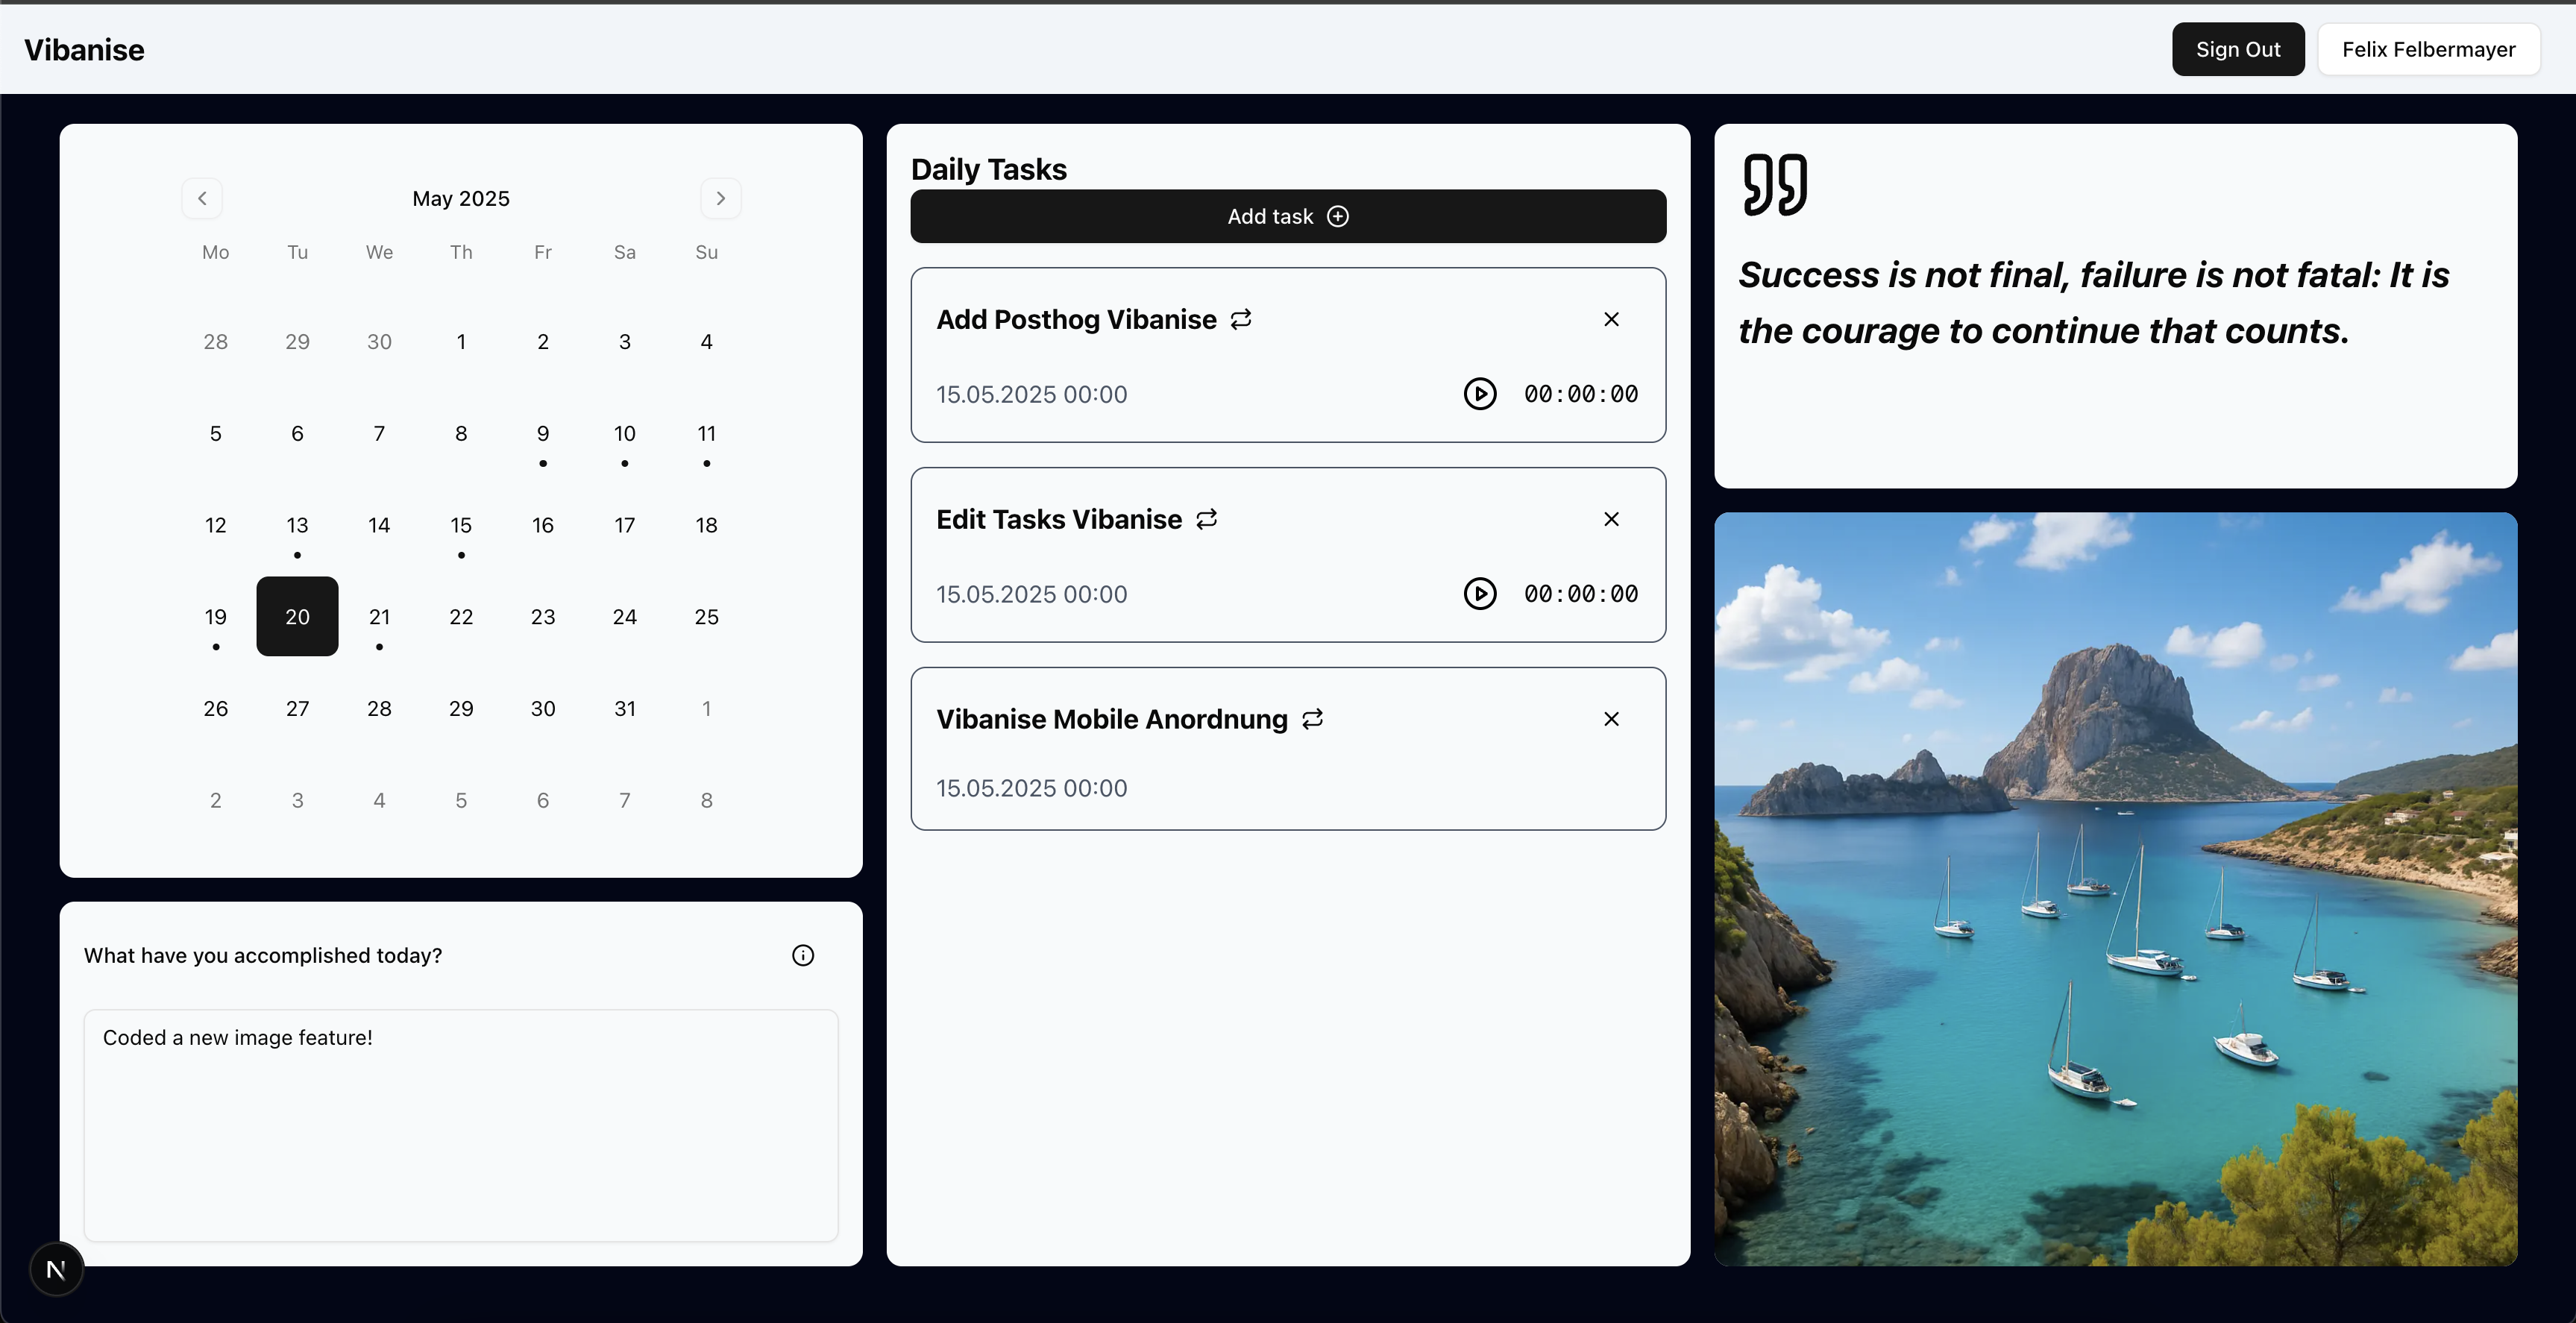 Vibanise
Sign Out
Felix Felbermayer
May 2025
Mo Tu We Th Fr Sa Su
28 29 30 1 2 3 4
5 6 7 8 9 10 11
12 13 14 15 16 17 18
19 20 21 22 23 24 25
26 27 28 29 30 31 1
2 3 4 5 6 7 8
What have you accomplished today?
Coded a new image feature!
N
Daily Tasks
Add task
Add Posthog Vibanise
15.05.2025 00:00
00:00:00
Edit Tasks Vibanise
15.05.2025 00:00
00:00:00
Vibanise Mobile Anordnung
15.05.2025 00:00
Success is not final, failure is not fatal: It is
the courage to continue that counts.